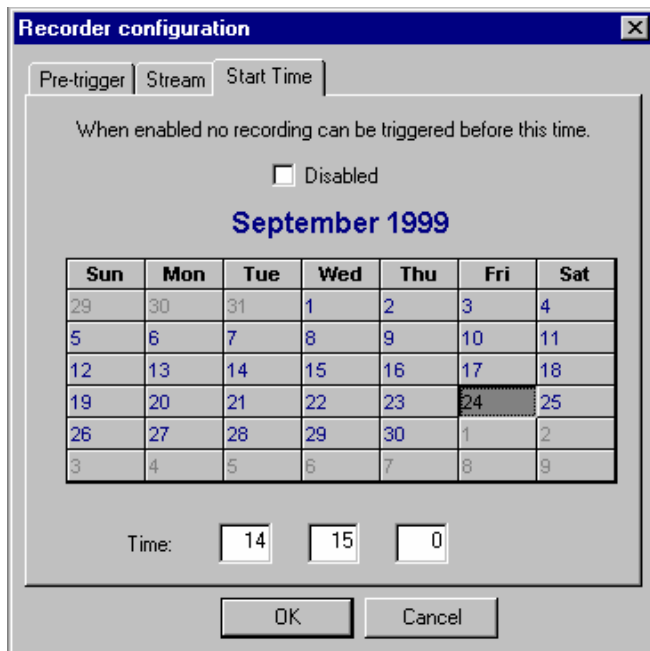 Recorder configuration
Pre-trigger Stream Start Time
When enabled no recording can be triggered before this time.
Disabled
September 1999
Sun Mon Tue Wed Thu Fri Sat
29 30 31 1 2 3 4
5 6 7 8 9 10 11
12 13 14 15 16 17 18
19 20 21 22 23 24 25
26 27 28 29 30 1 2
3 4 5 6 7 8 9
Time: 14 15 0
OK Cancel